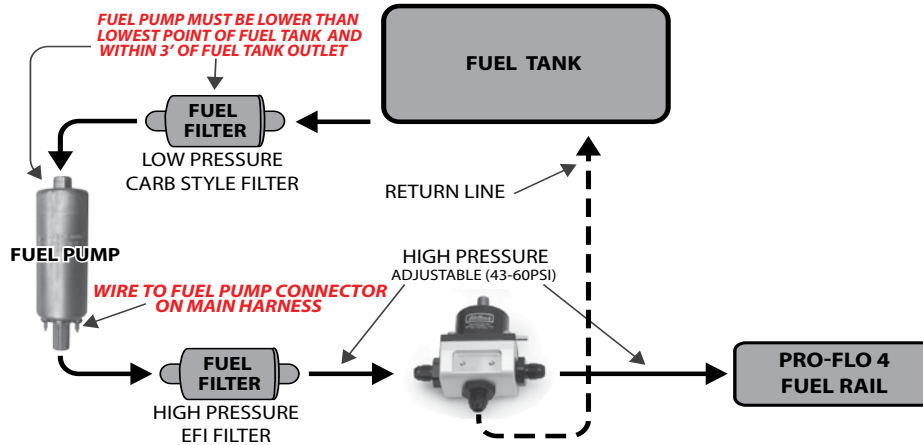 FUEL PUMP MUST BE LOWER THAN
LOWEST POINT OF FUEL TANK AND
WITHIN 3' OF FUEL TANK OUTLET
FUEL TANK
FUEL
FILTER
LOW PRESSURE
CARB STYLE FILTER
RETURN LINE
FUEL PUMP
HIGH PRESSURE
ADJUSTABLE (43-60PSI)
WIRE TO FUEL PUMP CONNECTOR
ON MAIN HARNESS
FUEL
FILTER
HIGH PRESSURE
EFI FILTER
PRO-FLO 4
FUEL RAIL